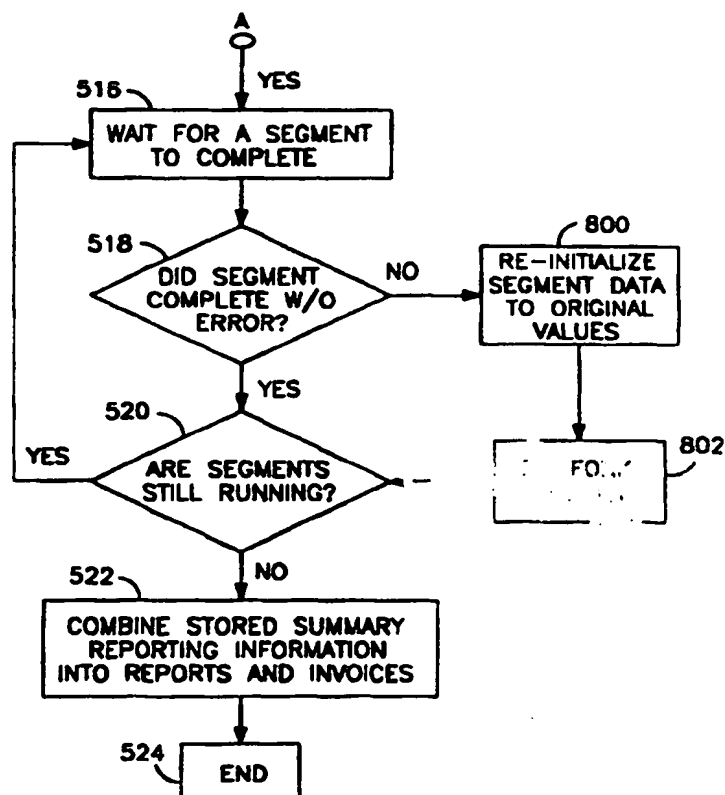 A
YES
516
WAIT FOR A SEGMENT
TO COMPLETE
518
DID SEGMENT
COMPLETE W/O
ERROR?
NO
800
RE-INITIALIZE
SEGMENT DATA
TO ORIGINAL
VALUES
YES
520
YES
ARE SEGMENTS
STILL RUNNING?
802
NO
522
COMBINE STORED SUMMARY
REPORTING INFORMATION
INTO REPORTS AND INVOICES
524
END